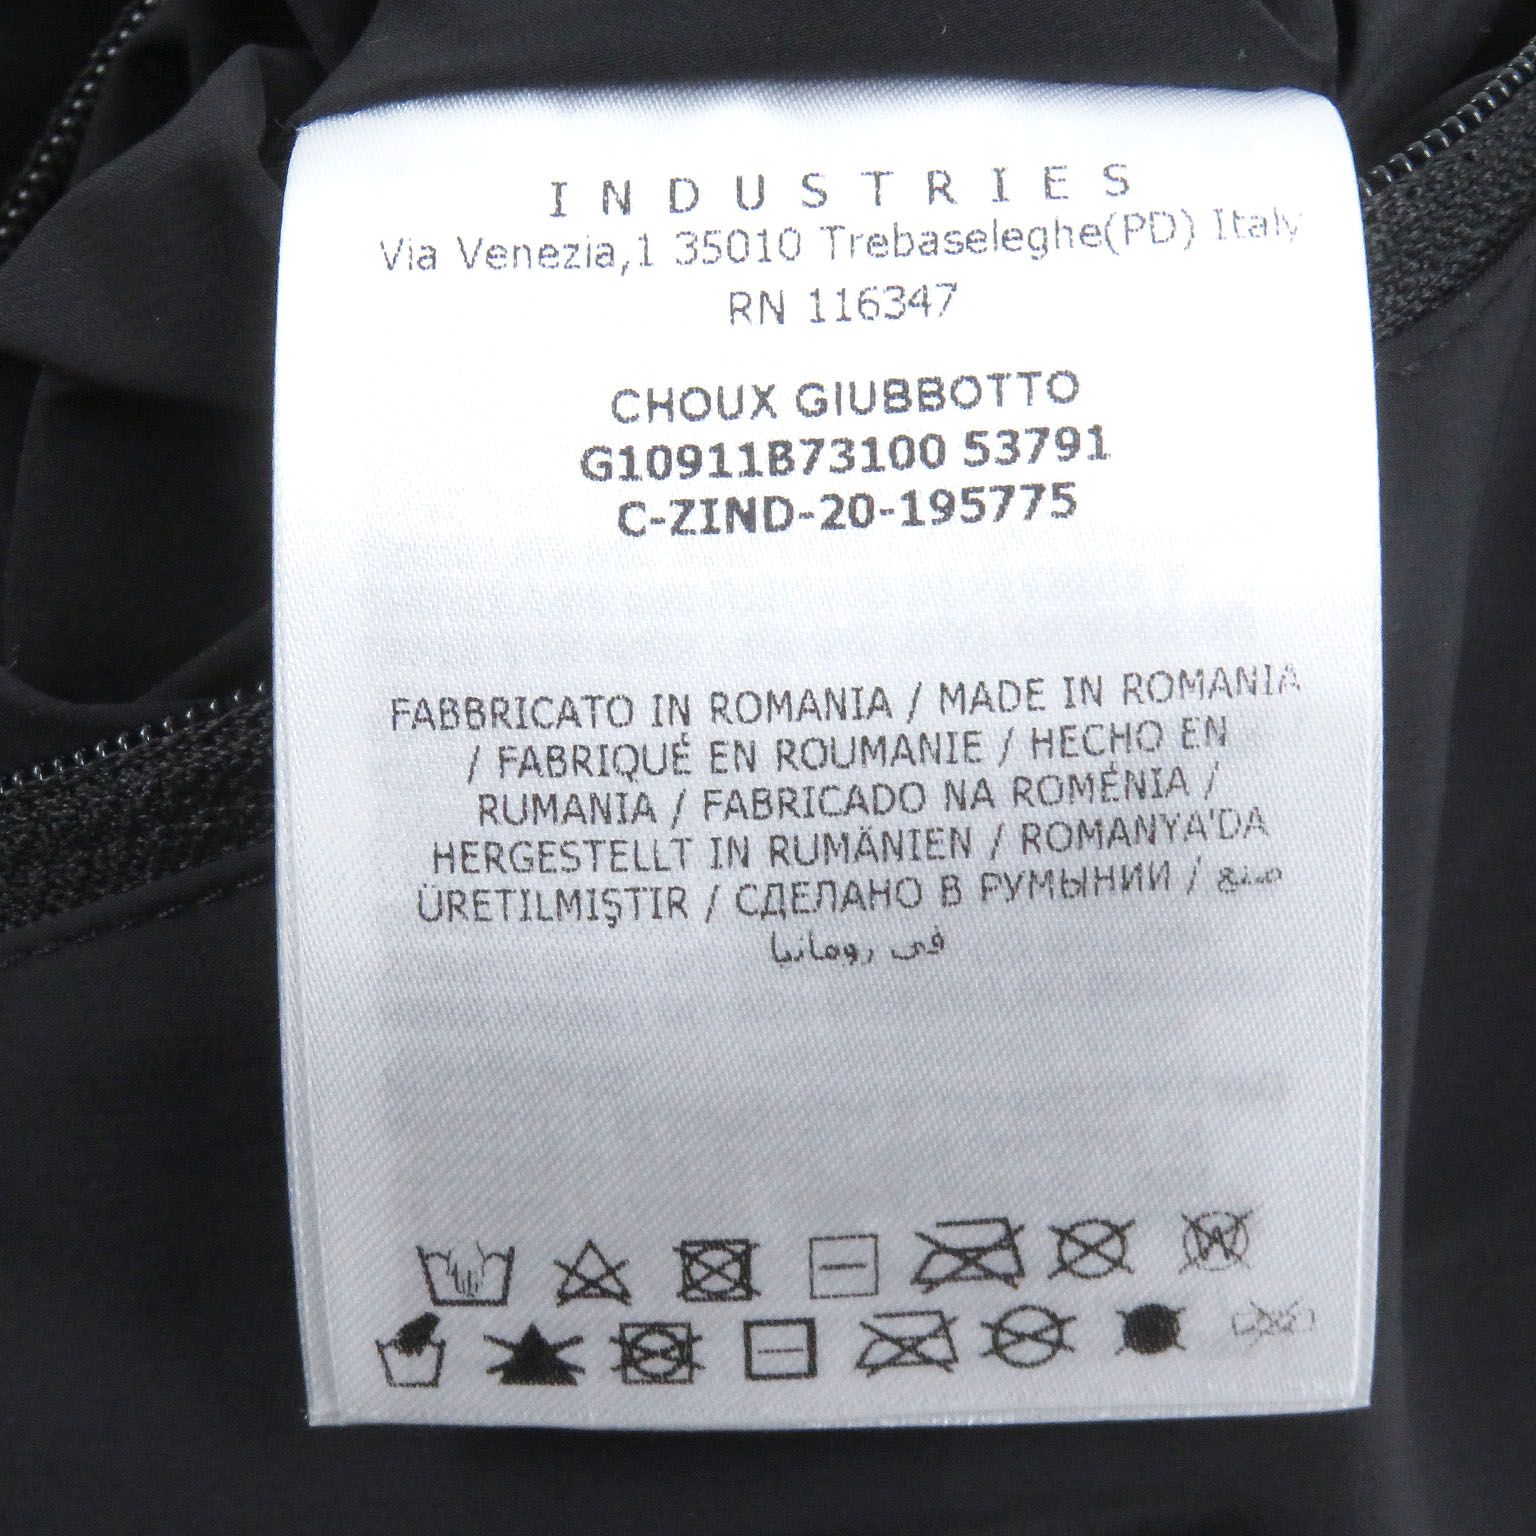 INDUSTRIES
Via Venezia,1 35010 Trebaseleghe(PD) Italy
RN 116347
CHOUX GIUBBOTTO
G10911B73100 53791
C-ZIND-20-195775
FABBRICATO IN ROMANIA / MADE IN ROMANIA
/ FABRIQUÉ EN ROUMANIE / HECHO EN
RUMANIA / FABRICADO NA ROMÉNIA /
HERGESTELLT IN RUMÄNIEN / ROMANYA'DA
ÜRETILMIŞTIR / СДЕЛАНО В РУМЫНИИ / صنع
في رومانيا
W